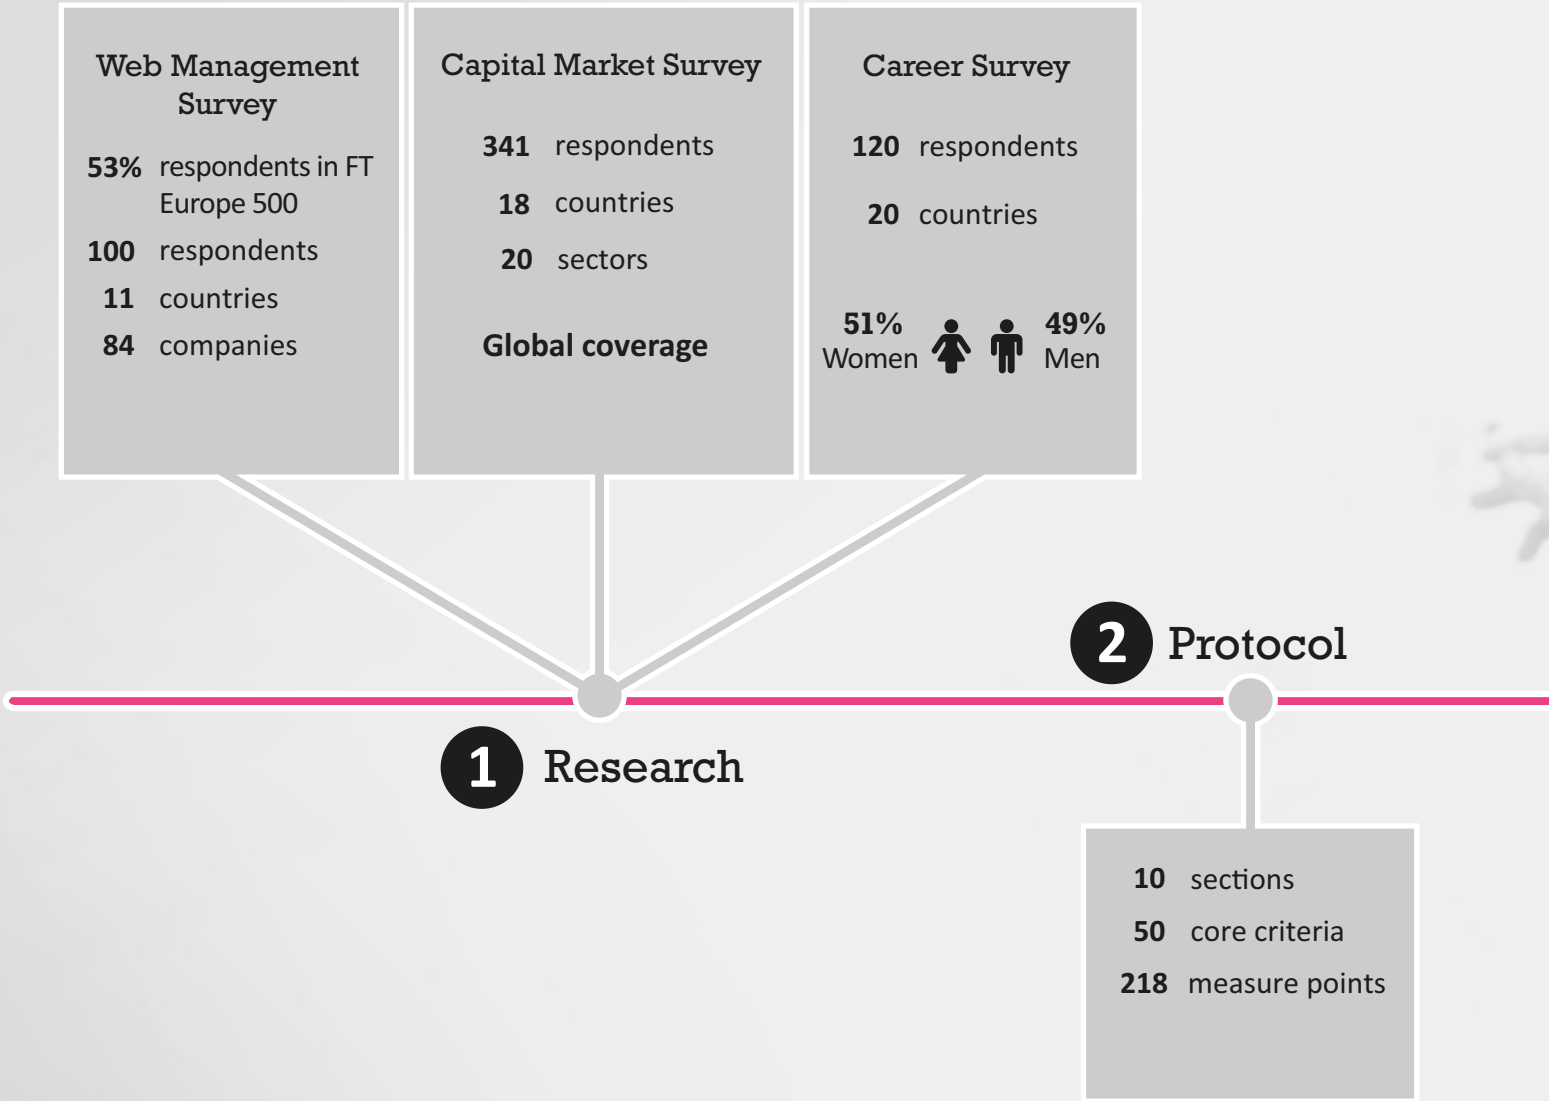 Web Management
Survey
53% respondents in FT
Europe 500
100 respondents
11 countries
84 companies
Capital Market Survey
341 respondents
18 countries
20 sectors
Global coverage
Career Survey
120 respondents
20 countries
51%
Women
49%
Men
2 Protocol
1 Research
10 sections
50 core criteria
218 measure points